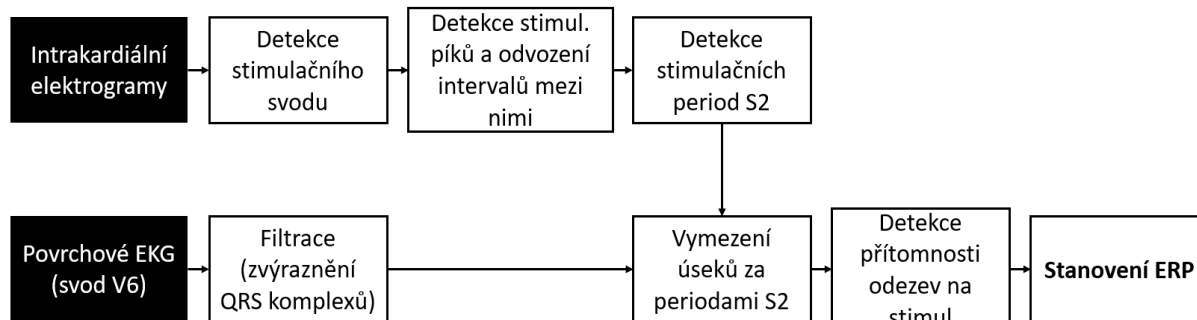 Intrakardiální
elektrogramy
Detekce
stimulačního
svodu
Detekce stimul.
píků a odvození
intervalů mezi
nimi
Detekce
stimulačních
period S2
Povrchové EKG
(svod V6)
Filtrace
(zvýraznění
QRS komplexů)
Vymezení
úseků za
periodami S2
Detekce
přítomnosti
odezev na
stimul
Stanovení ERP